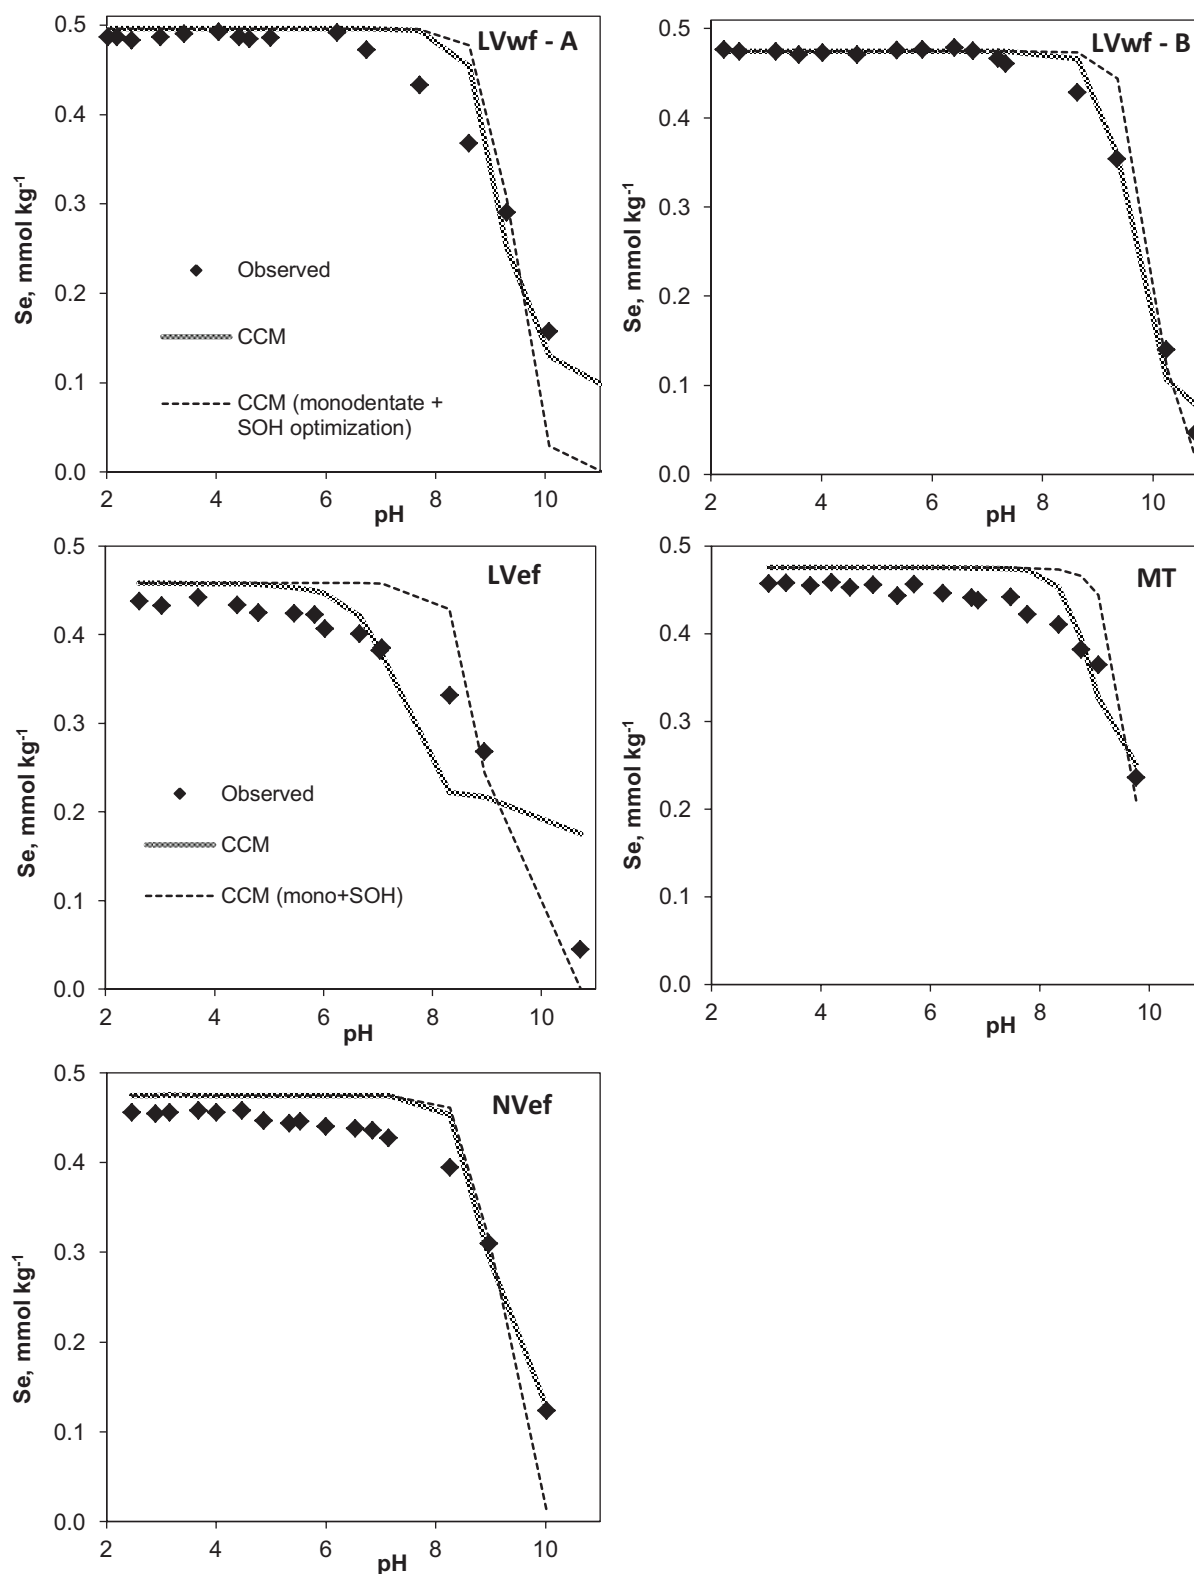 LVwf - A
0.5
0.4
0.3
0.2
0.1
0.0
Se, mmol kg-1
Observed
CCM
CCM (monodentate +
SOH optimization)
2 4 6 8 10
pH
LVwf - B
0.5
0.4
0.3
0.2
0.1
0.0
Se, mmol kg-1
2 4 6 8 10
pH
LVef
0.5
0.4
0.3
0.2
0.1
0.0
Se, mmol kg-1
Observed
CCM
CCM (mono+SOH)
2 4 6 8 10
pH
MT
0.5
0.4
0.3
0.2
0.1
0.0
Se, mmol kg-1
2 4 6 8 10
pH
NVef
0.5
0.4
0.3
0.2
0.1
0.0
Se, mmol kg-1
2 4 6 8 10
pH